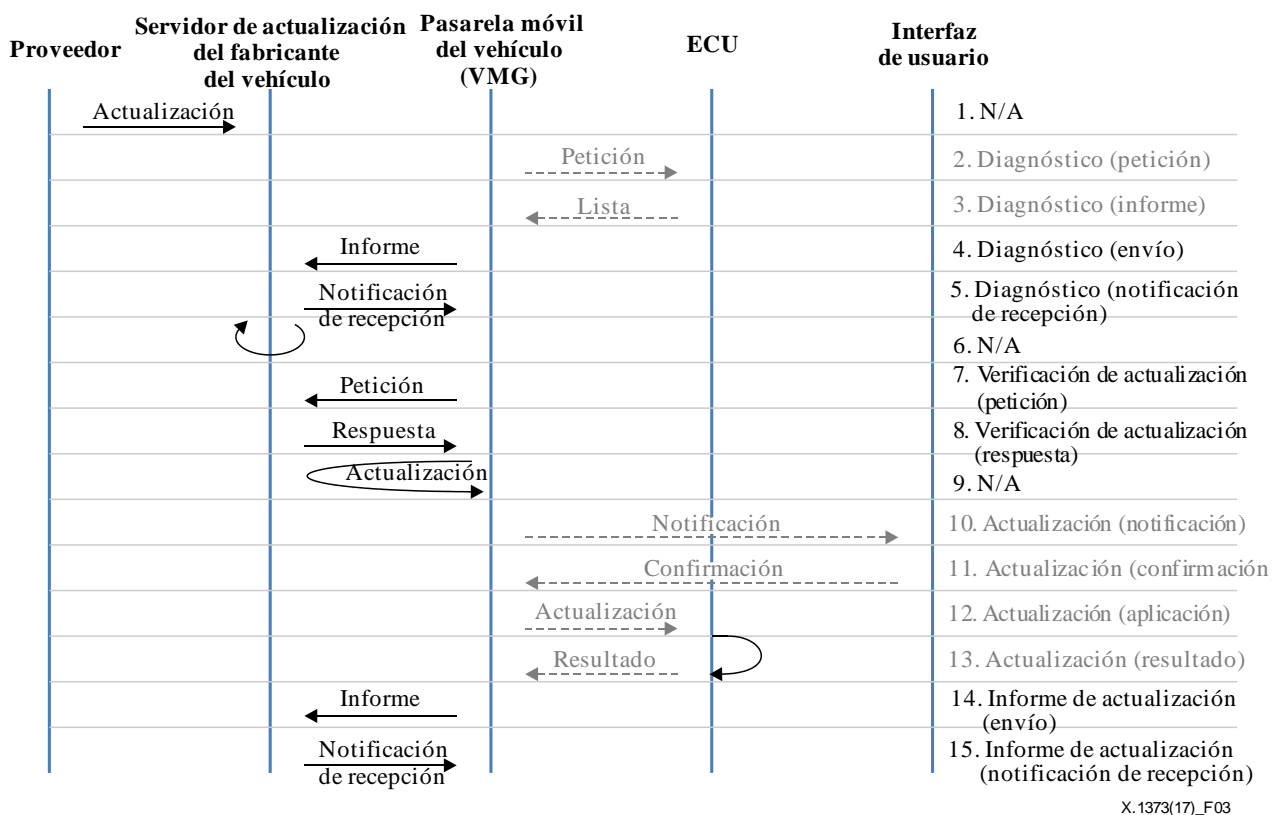 Proveedor
Servidor de actualización
del fabricante
del vehículo
Pasarela móvil
del vehículo
(VMG)
ECU
Interfaz
de usuario
Actualización
1. N/A
Petición
2. Diagnóstico (petición)
Lista
3. Diagnóstico (informe)
Informe
4. Diagnóstico (envío)
Notificación
de recepción
5. Diagnóstico (notificación
de recepción)
6. N/A
Petición
7. Verificación de actualización
(petición)
Respuesta
8. Verificación de actualización
(respuesta)
Actualización
9. N/A
Notificación
10. Actualización (notificación)
Confirmación
11. Actualización (confirmación
Actualización
12. Actualización (aplicación)
Resultado
13. Actualización (resultado)
Informe
14. Informe de actualización
(envío)
Notificación
de recepción
15. Informe de actualización
(notificación de recepción)
X.1373(17)_F03